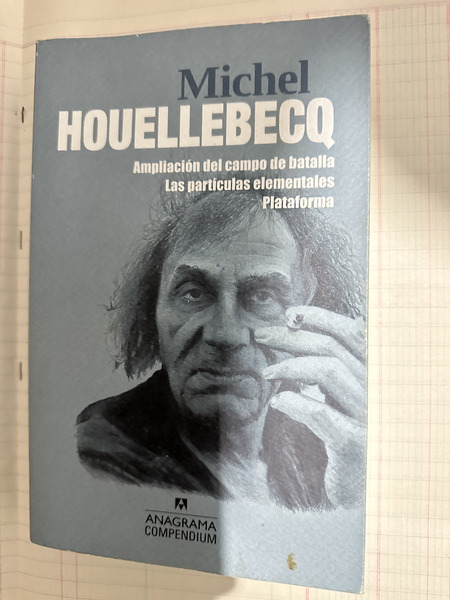 Michel
HOUELLEBECQ
Ampliación del campo de batalla
Las partículas elementales
Plataforma
ANAGRAMA
COMPENDIUM